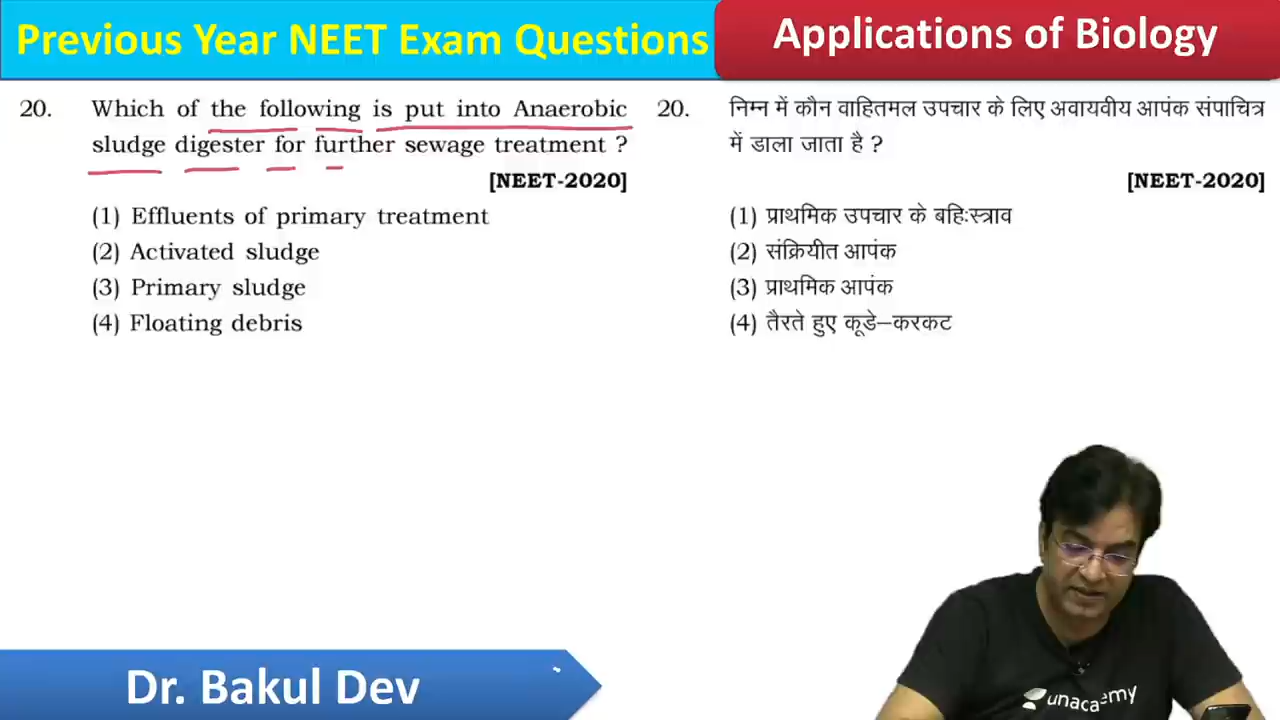 Previous Year NEET Exam Questions
Applications of Biology
20. Which of the following is put into Anaerobic
sludge digester for further sewage treatment ?
[NEET-2020]
(1) Effluents of primary treatment
(2) Activated sludge
(3) Primary sludge
(4) Floating debris
20. निम्न में कौन वाहितमल उपचार के लिए अवायवीय आपंक संपाचित्र
में डाला जाता है ?
[NEET-2020]
(1) प्राथमिक उपचार के बहिःस्त्राव
(2) संक्रियीत आपंक
(3) प्राथमिक आपंक
(4) तैरते हुए कूडे–करकट
unacademy
Dr. Bakul Dev